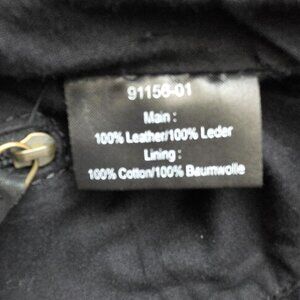 91156-01
Main :
100% Leather/100% Leder
Lining :
100% Cotton/100% Baumwolle